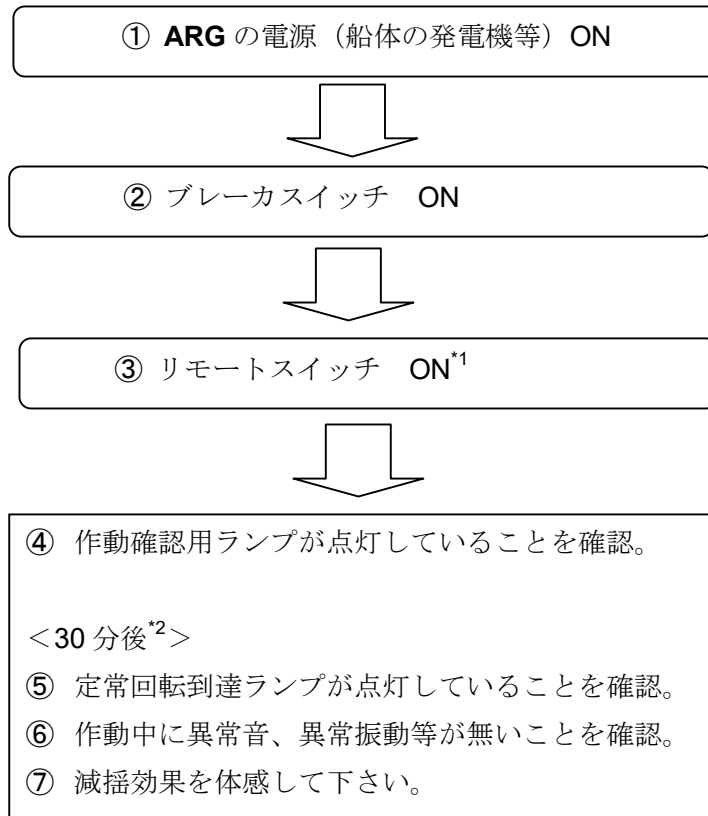 ① ARG の電源（船体の発電機等）ON
② ブレーカスイッチ　ON
③ リモートスイッチ　ON*1
④ 作動確認用ランプが点灯していることを確認。
＜30 分後*2＞
⑤ 定常回転到達ランプが点灯していることを確認。
⑥ 作動中に異常音、異常振動等が無いことを確認。
⑦ 減揺効果を体感して下さい。